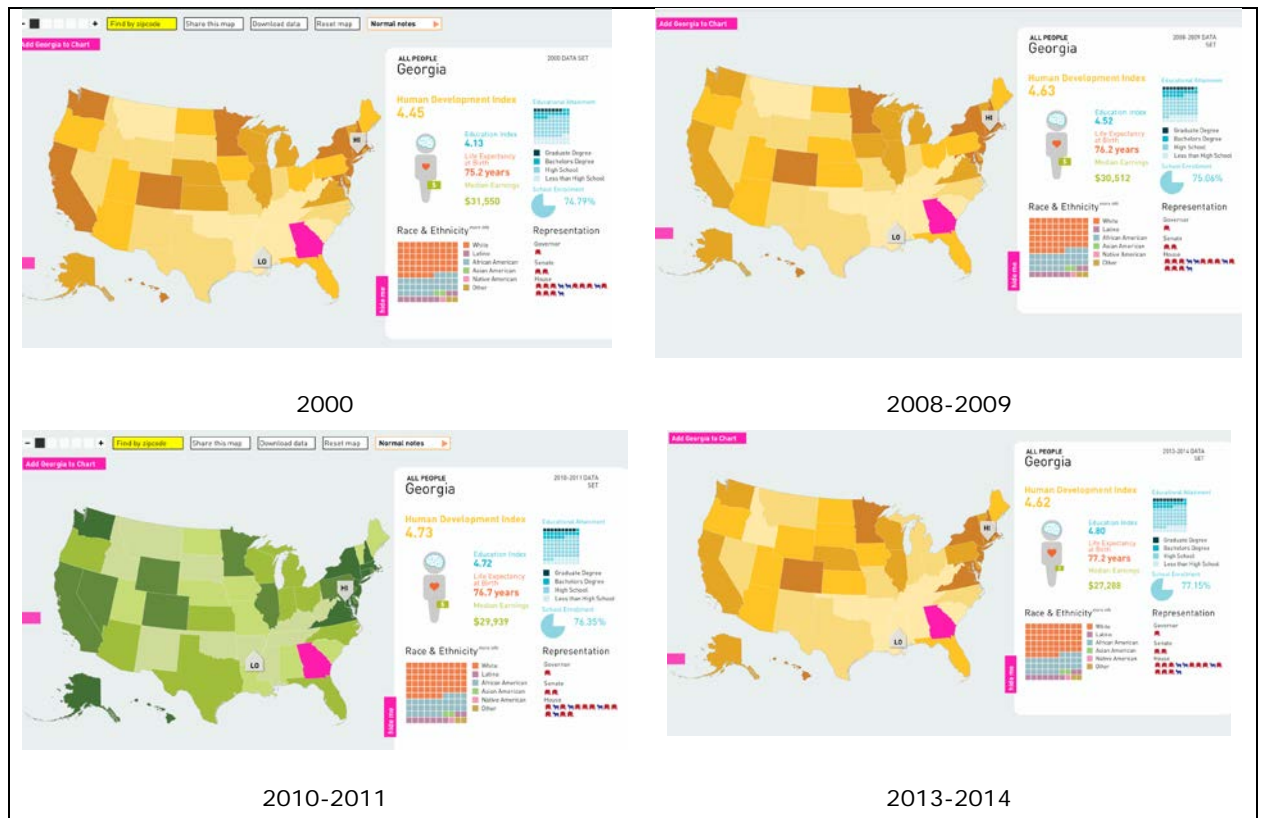 - +
Find by zipcode
Share this map
Download data
Reset map
Normal notes
Add Georgia to Chart
ALL PEOPLE
Georgia
2000 DATA SET
Human Development Index
4.45
Education Index
4.13
Life Expectancy
at Birth
75.2 years
Median Earnings
$31,550
Educational Attainment
Graduate Degree
Bachelors Degree
High School
Less than High School
School Enrollment
74.79%
Race & Ethnicity
White
Latino
African American
Asian American
Native American
Other
Representation
Governor
Senate
House
HI
LO
hide me
2000
Add Georgia to Chart
ALL PEOPLE
Georgia
2008-2009 DATA
SET
Human Development Index
4.63
Education Index
4.52
Life Expectancy
at Birth
76.2 years
Median Earnings
$30,512
Educational Attainment
Graduate Degree
Bachelors Degree
High School
Less than High School
School Enrollment
75.06%
Race & Ethnicity
White
Latino
African American
Asian American
Native American
Other
Representation
Governor
Senate
House
HI
LO
hide me
2008-2009
- +
Find by zipcode
Share this map
Download data
Reset map
Normal notes
Add Georgia to Chart
ALL PEOPLE
Georgia
2010-2011 DATA
SET
Human Development Index
4.73
Education Index
4.72
Life Expectancy
at Birth
76.7 years
Median Earnings
$29,939
Educational Attainment
Graduate Degree
Bachelors Degree
High School
Less than High School
School Enrollment
76.35%
Race & Ethnicity
White
Latino
African American
Asian American
Native American
Other
Representation
Governor
Senate
House
HI
LO
hide me
2010-2011
Add Georgia to Chart
ALL PEOPLE
Georgia
2013-2014 DATA
SET
Human Development Index
4.62
Education Index
4.80
Life Expectancy
at Birth
77.2 years
Median Earnings
$27,288
Educational Attainment
Graduate Degree
Bachelors Degree
High School
Less than High School
School Enrollment
77.15%
Race & Ethnicity
White
Latino
African American
Asian American
Native American
Other
Representation
Governor
Senate
House
HI
LO
hide me
2013-2014